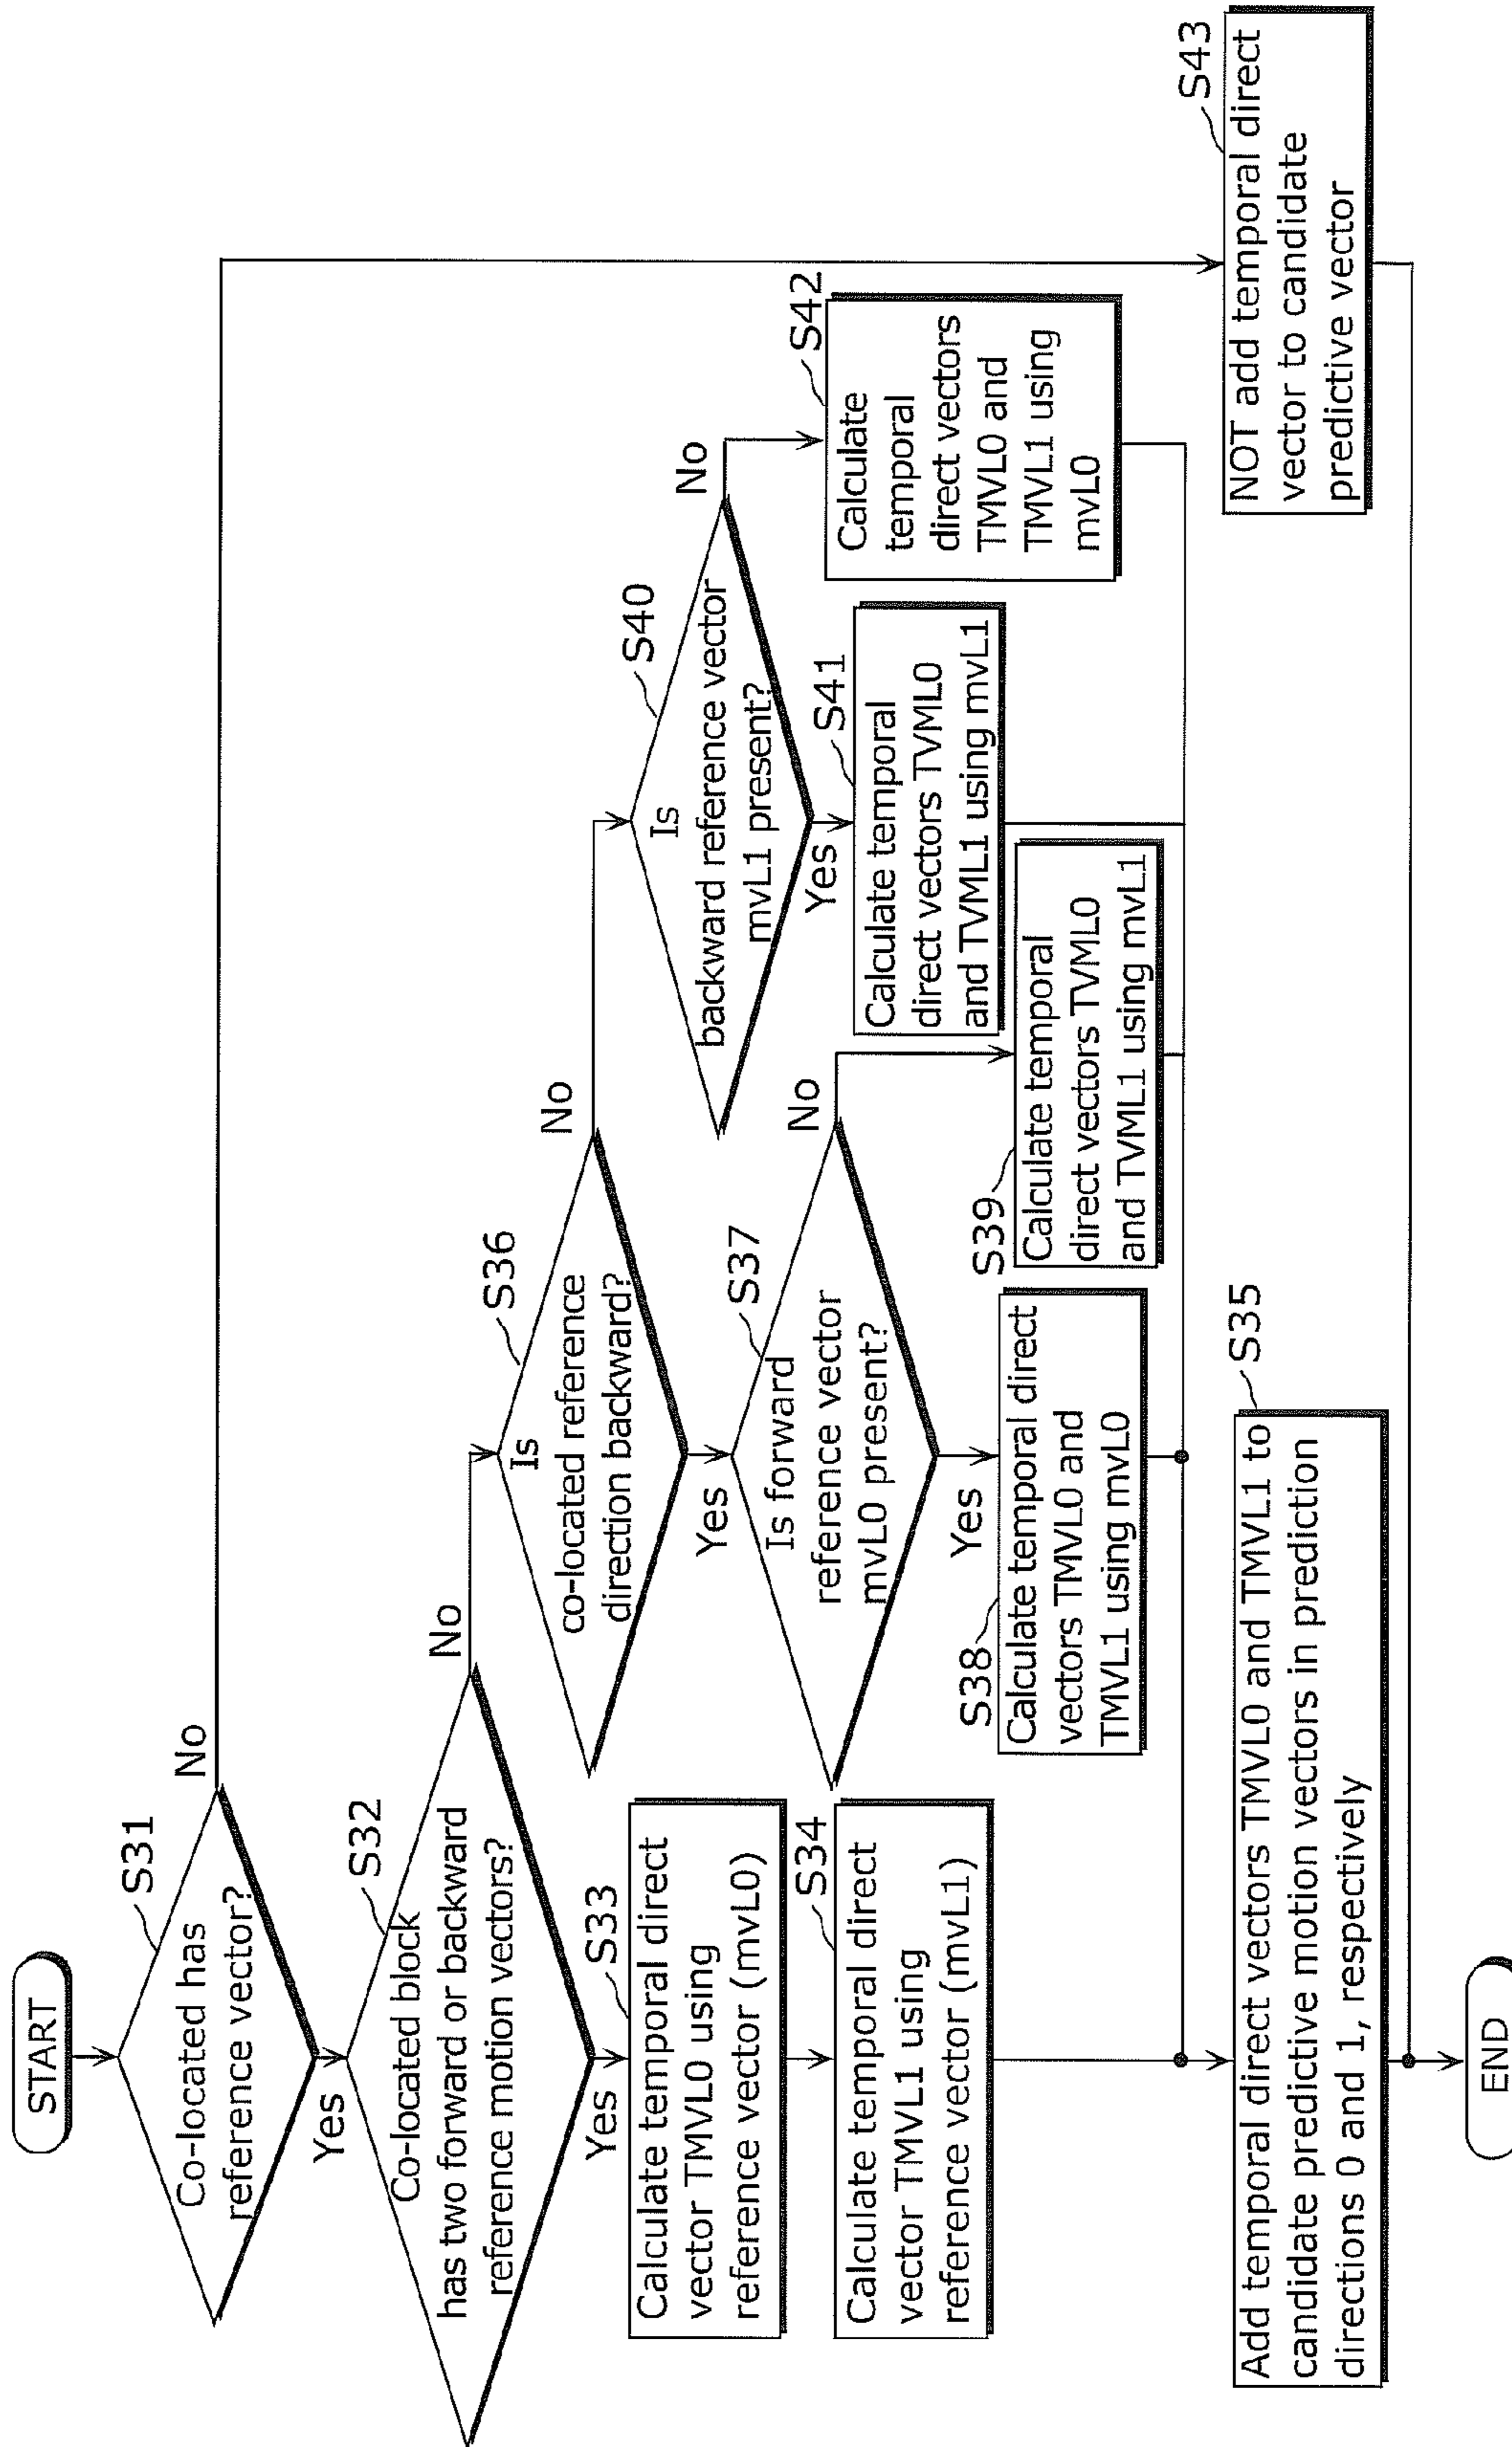 START
S31
Co-located has
reference vector?
No
Yes
S32
Co-located block
has two forward or backward
reference motion vectors?
No
Yes
S33
Calculate temporal direct
vector TMVL0 using
reference vector (mvL0)
S34
Calculate temporal direct
vector TMVL1 using
reference vector (mvL1)
S36
Is
co-located reference
direction backward?
No
Yes
S37
Is forward
reference vector
mvL0 present?
No
Yes
S38
Calculate temporal direct
vectors TMVL0 and
TMVL1 using mvL0
S39
Calculate temporal
direct vectors TVML0
and TVML1 using mvL1
S40
Is
backward reference vector
mvL1 present?
No
Yes
S41
Calculate temporal
direct vectors TVML0
and TVML1 using mvL1
S42
Calculate
temporal
direct vectors
TMVL0 and
TMVL1 using
mvL0
S35
Add temporal direct vectors TMVL0 and TMVL1 to
candidate predictive motion vectors in prediction
directions 0 and 1, respectively
S43
NOT add temporal direct
vector to candidate
predictive vector
END